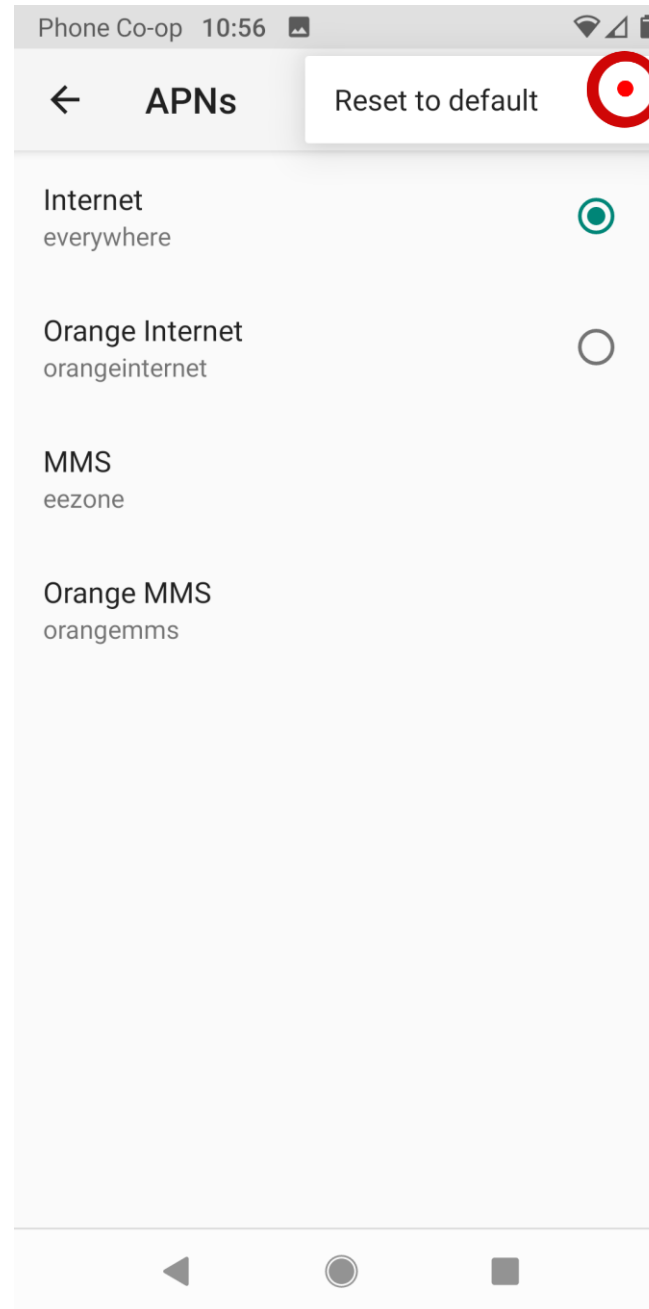 Phone Co-op 10:56
APNs
Reset to default
Internet
everywhere
Orange Internet
orangeinternet
MMS
eezone
Orange MMS
orangemms